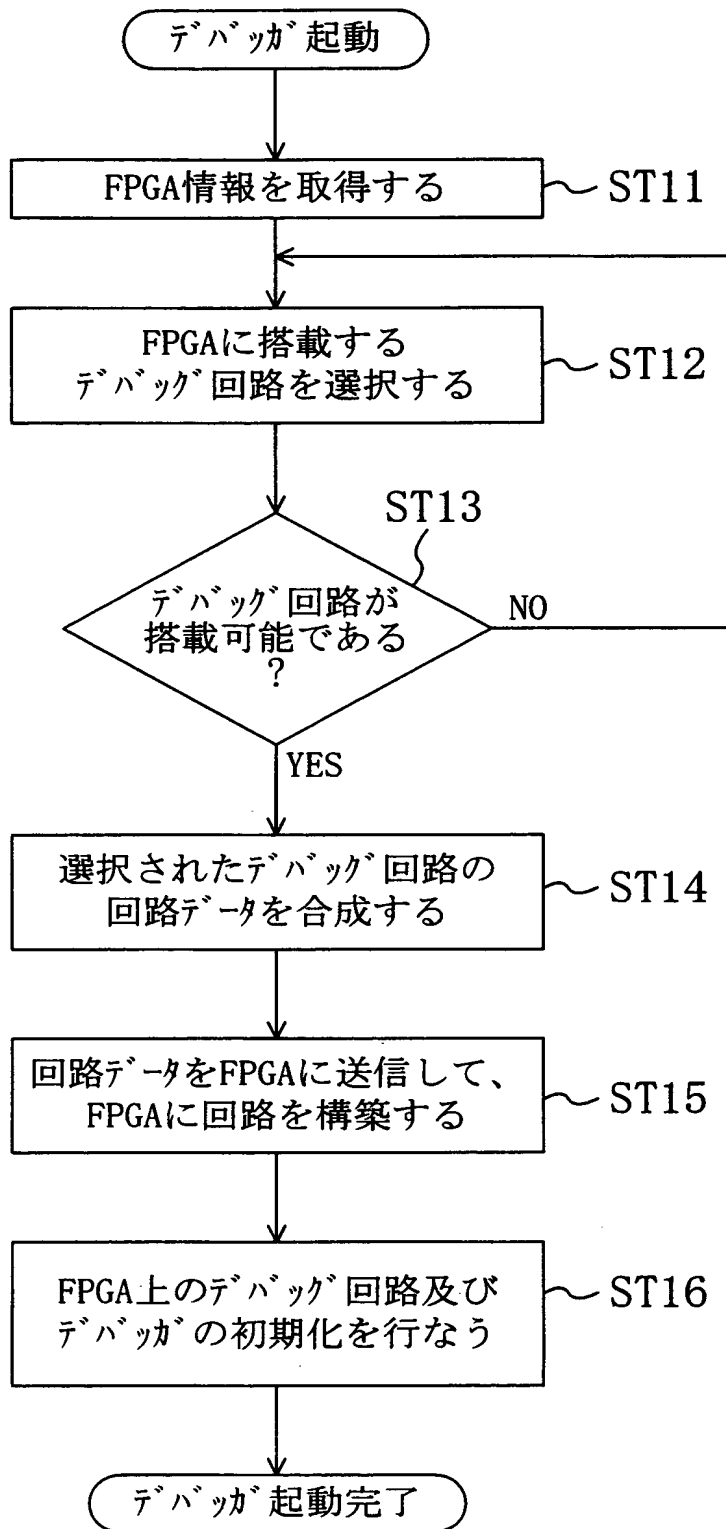 デバッガ起動
FPGA情報を取得する
ST11
FPGAに搭載する
デバッグ回路を選択する
ST12
ST13
デバッグ回路が
搭載可能である
?
NO
YES
選択されたデバッグ回路の
回路データを合成する
ST14
回路データをFPGAに送信して、
FPGAに回路を構築する
ST15
FPGA上のデバッグ回路及び
デバッガの初期化を行なう
ST16
デバッガ起動完了